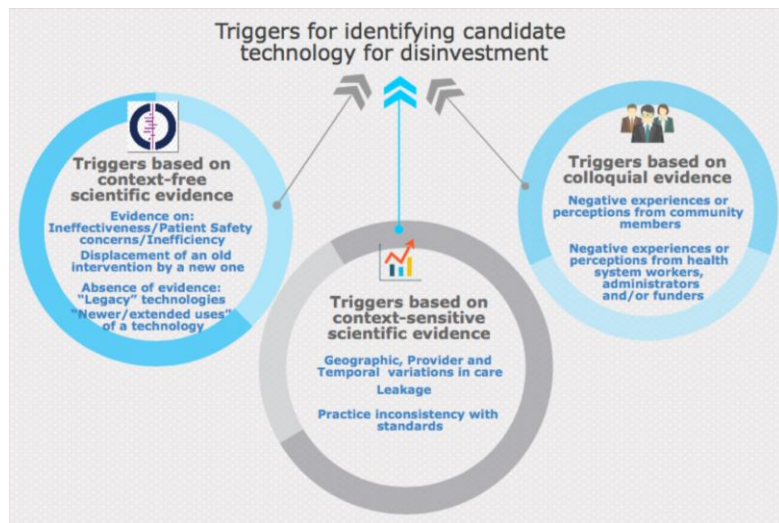 Triggers for identifying candidate
technology for disinvestment
Triggers based on
context-free
scientific evidence
Evidence on:
Ineffectiveness/Patient Safety
concerns/Inefficiency
Displacement of an old
intervention by a new one
Absence of evidence:
"Legacy" technologies
"Newer/extended uses"
of a technology
Triggers based on
context-sensitive
scientific evidence
Geographic, Provider and
Temporal variations in care
Leakage
Practice inconsistency with
standards
Triggers based on
colloquial evidence
Negative experiences or
perceptions from community
members
Negative experiences or
perceptions from health
system workers,
administrators
and/or funders